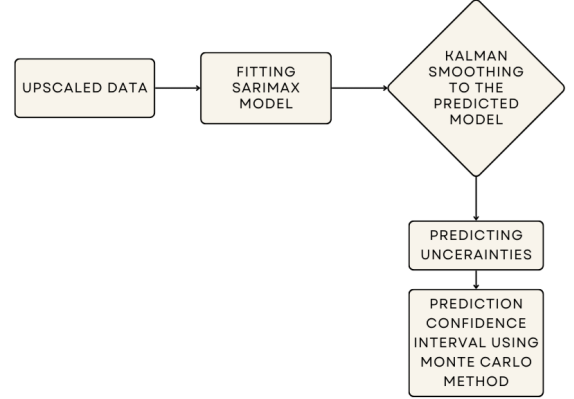 UPSCALED DATA
FITTING
SARIMAX
MODEL
KALMAN
SMOOTHING
TO THE
PREDICTED
MODEL
PREDICTING
UNCERAINTIES
PREDICTION
CONFIDENCE
INTERVAL USING
MONTE CARLO
METHOD